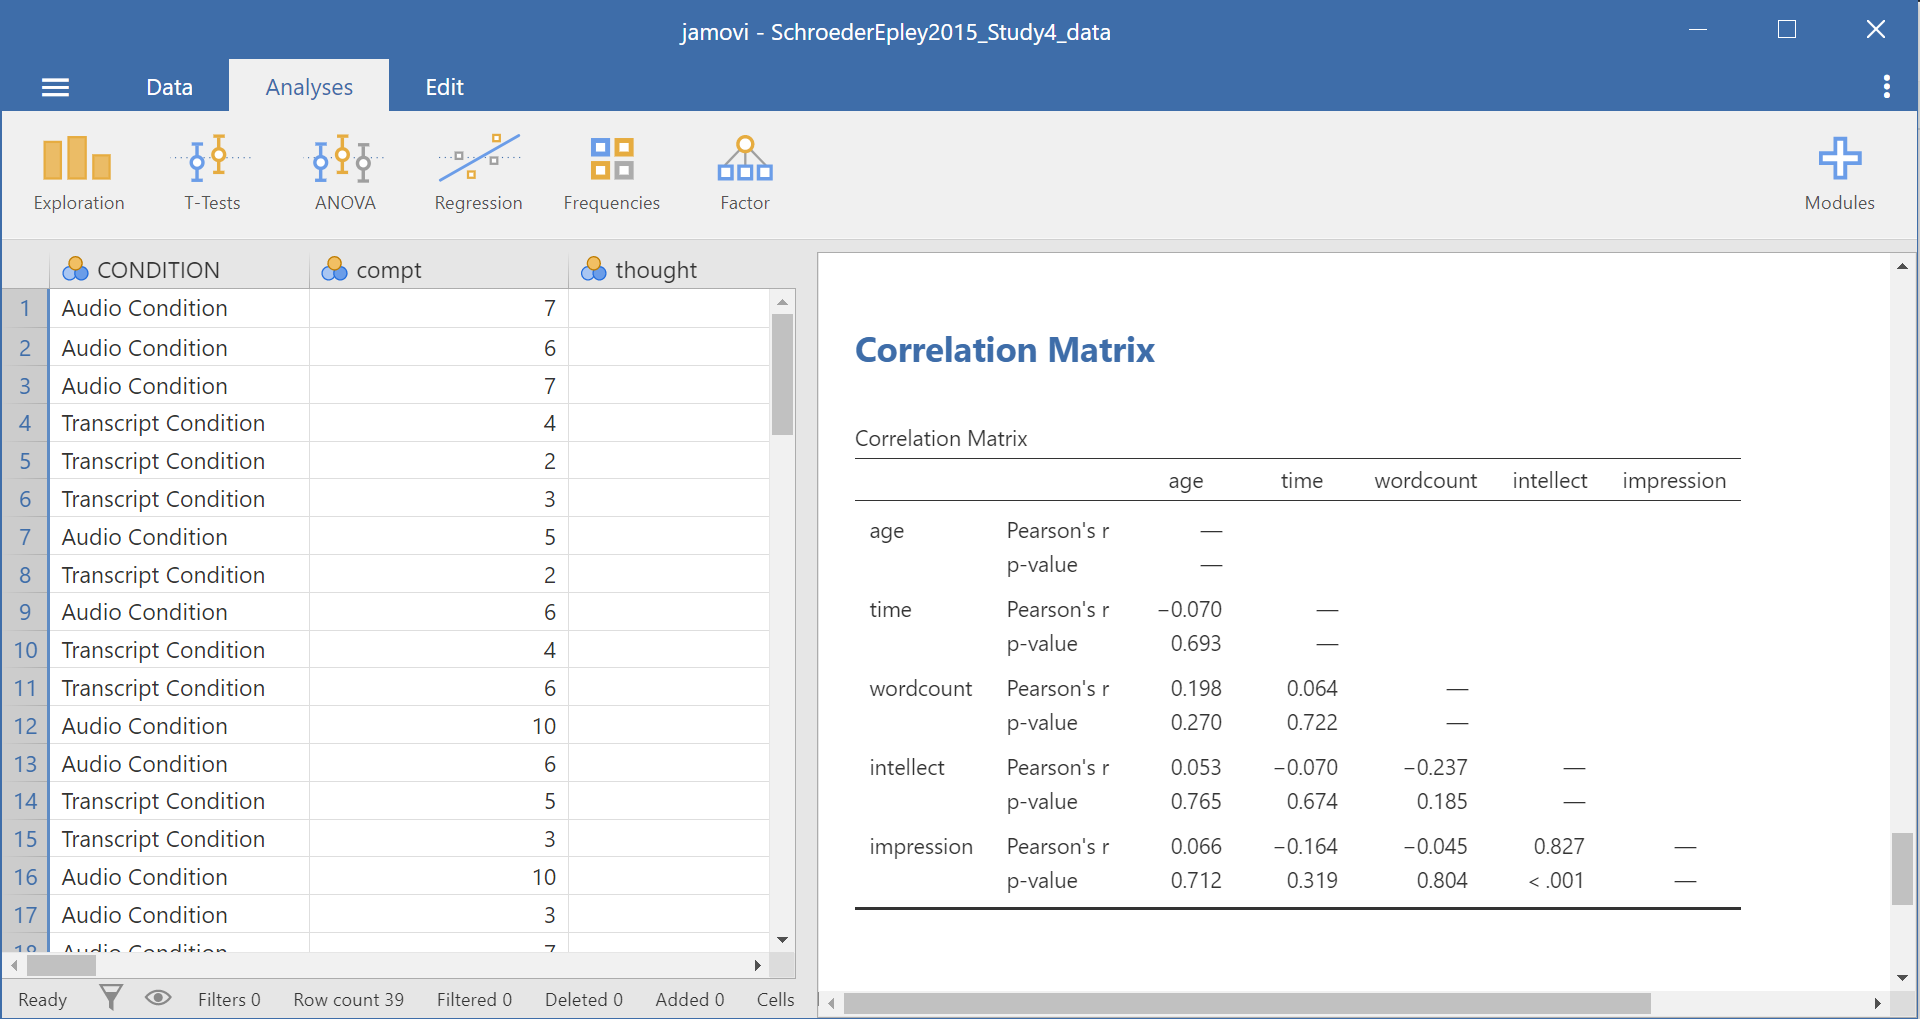 jamovi - SchroederEpley2015_Study4_data
Data Analyses Edit
Exploration T-Tests ANOVA Regression Frequencies Factor Modules
CONDITION compt thought
1 Audio Condition 7
2 Audio Condition 6
3 Audio Condition 7
4 Transcript Condition 4
5 Transcript Condition 2
6 Transcript Condition 3
7 Audio Condition 5
8 Transcript Condition 2
9 Audio Condition 6
10 Transcript Condition 4
11 Transcript Condition 6
12 Audio Condition 10
13 Audio Condition 6
14 Transcript Condition 5
15 Transcript Condition 3
16 Audio Condition 10
17 Audio Condition 3
18 Audio Condition 7
Ready Filters 0 Row count 39 Filtered 0 Deleted 0 Added 0 Cells
Correlation Matrix
Correlation Matrix
age time wordcount intellect impression
age Pearson's r —
p-value —
time Pearson's r −0.070 —
p-value 0.693 —
wordcount Pearson's r 0.198 0.064 —
p-value 0.270 0.722 —
intellect Pearson's r 0.053 −0.070 −0.237 —
p-value 0.765 0.674 0.185 —
impression Pearson's r 0.066 −0.164 −0.045 0.827 —
p-value 0.712 0.319 0.804 < .001 —